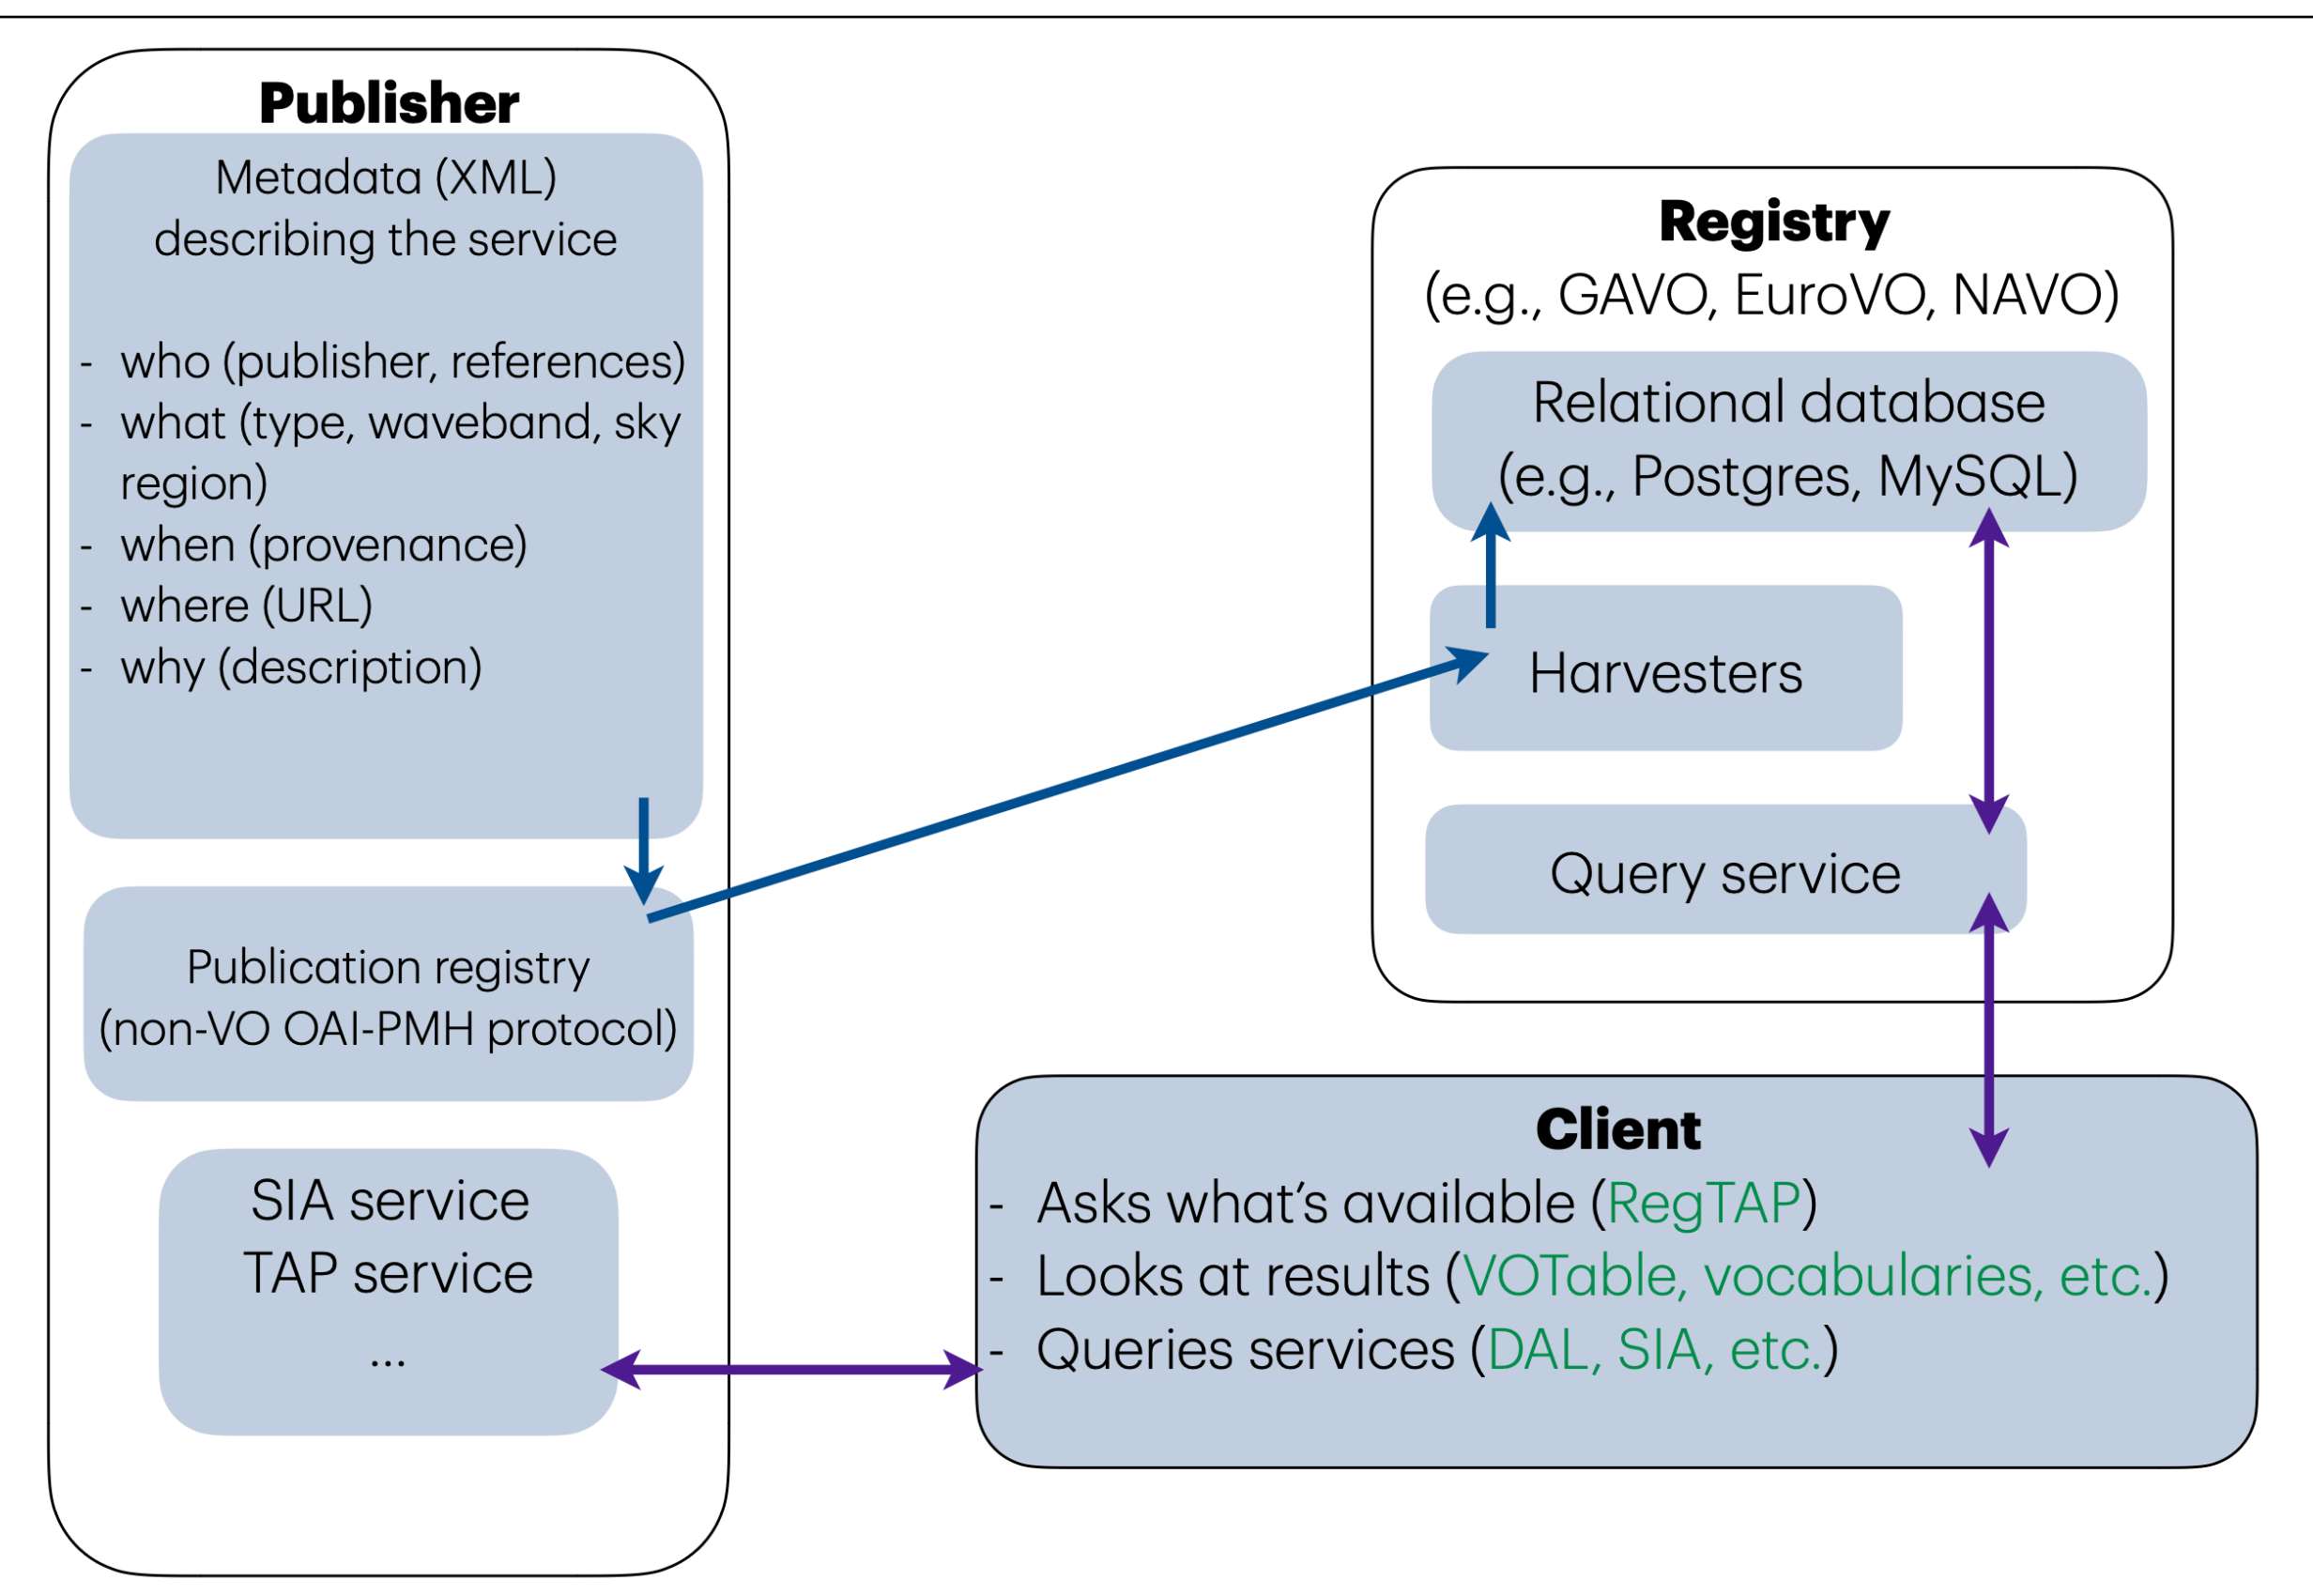 Publisher
Metadata (XML)
describing the service
- who (publisher, references)
- what (type, waveband, sky
region)
- when (provenance)
- where (URL)
- why (description)
Publication registry
(non-VO OAI-PMH protocol)
SIA service
TAP service
...
Registry
(e.g., GAVO, EuroVO, NAVO)
Relational database
(e.g., Postgres, MySQL)
Harvesters
Query service
Client
- Asks what's available (RegTAP)
- Looks at results (VOTable, vocabularies, etc.)
- Queries services (DAL, SIA, etc.)